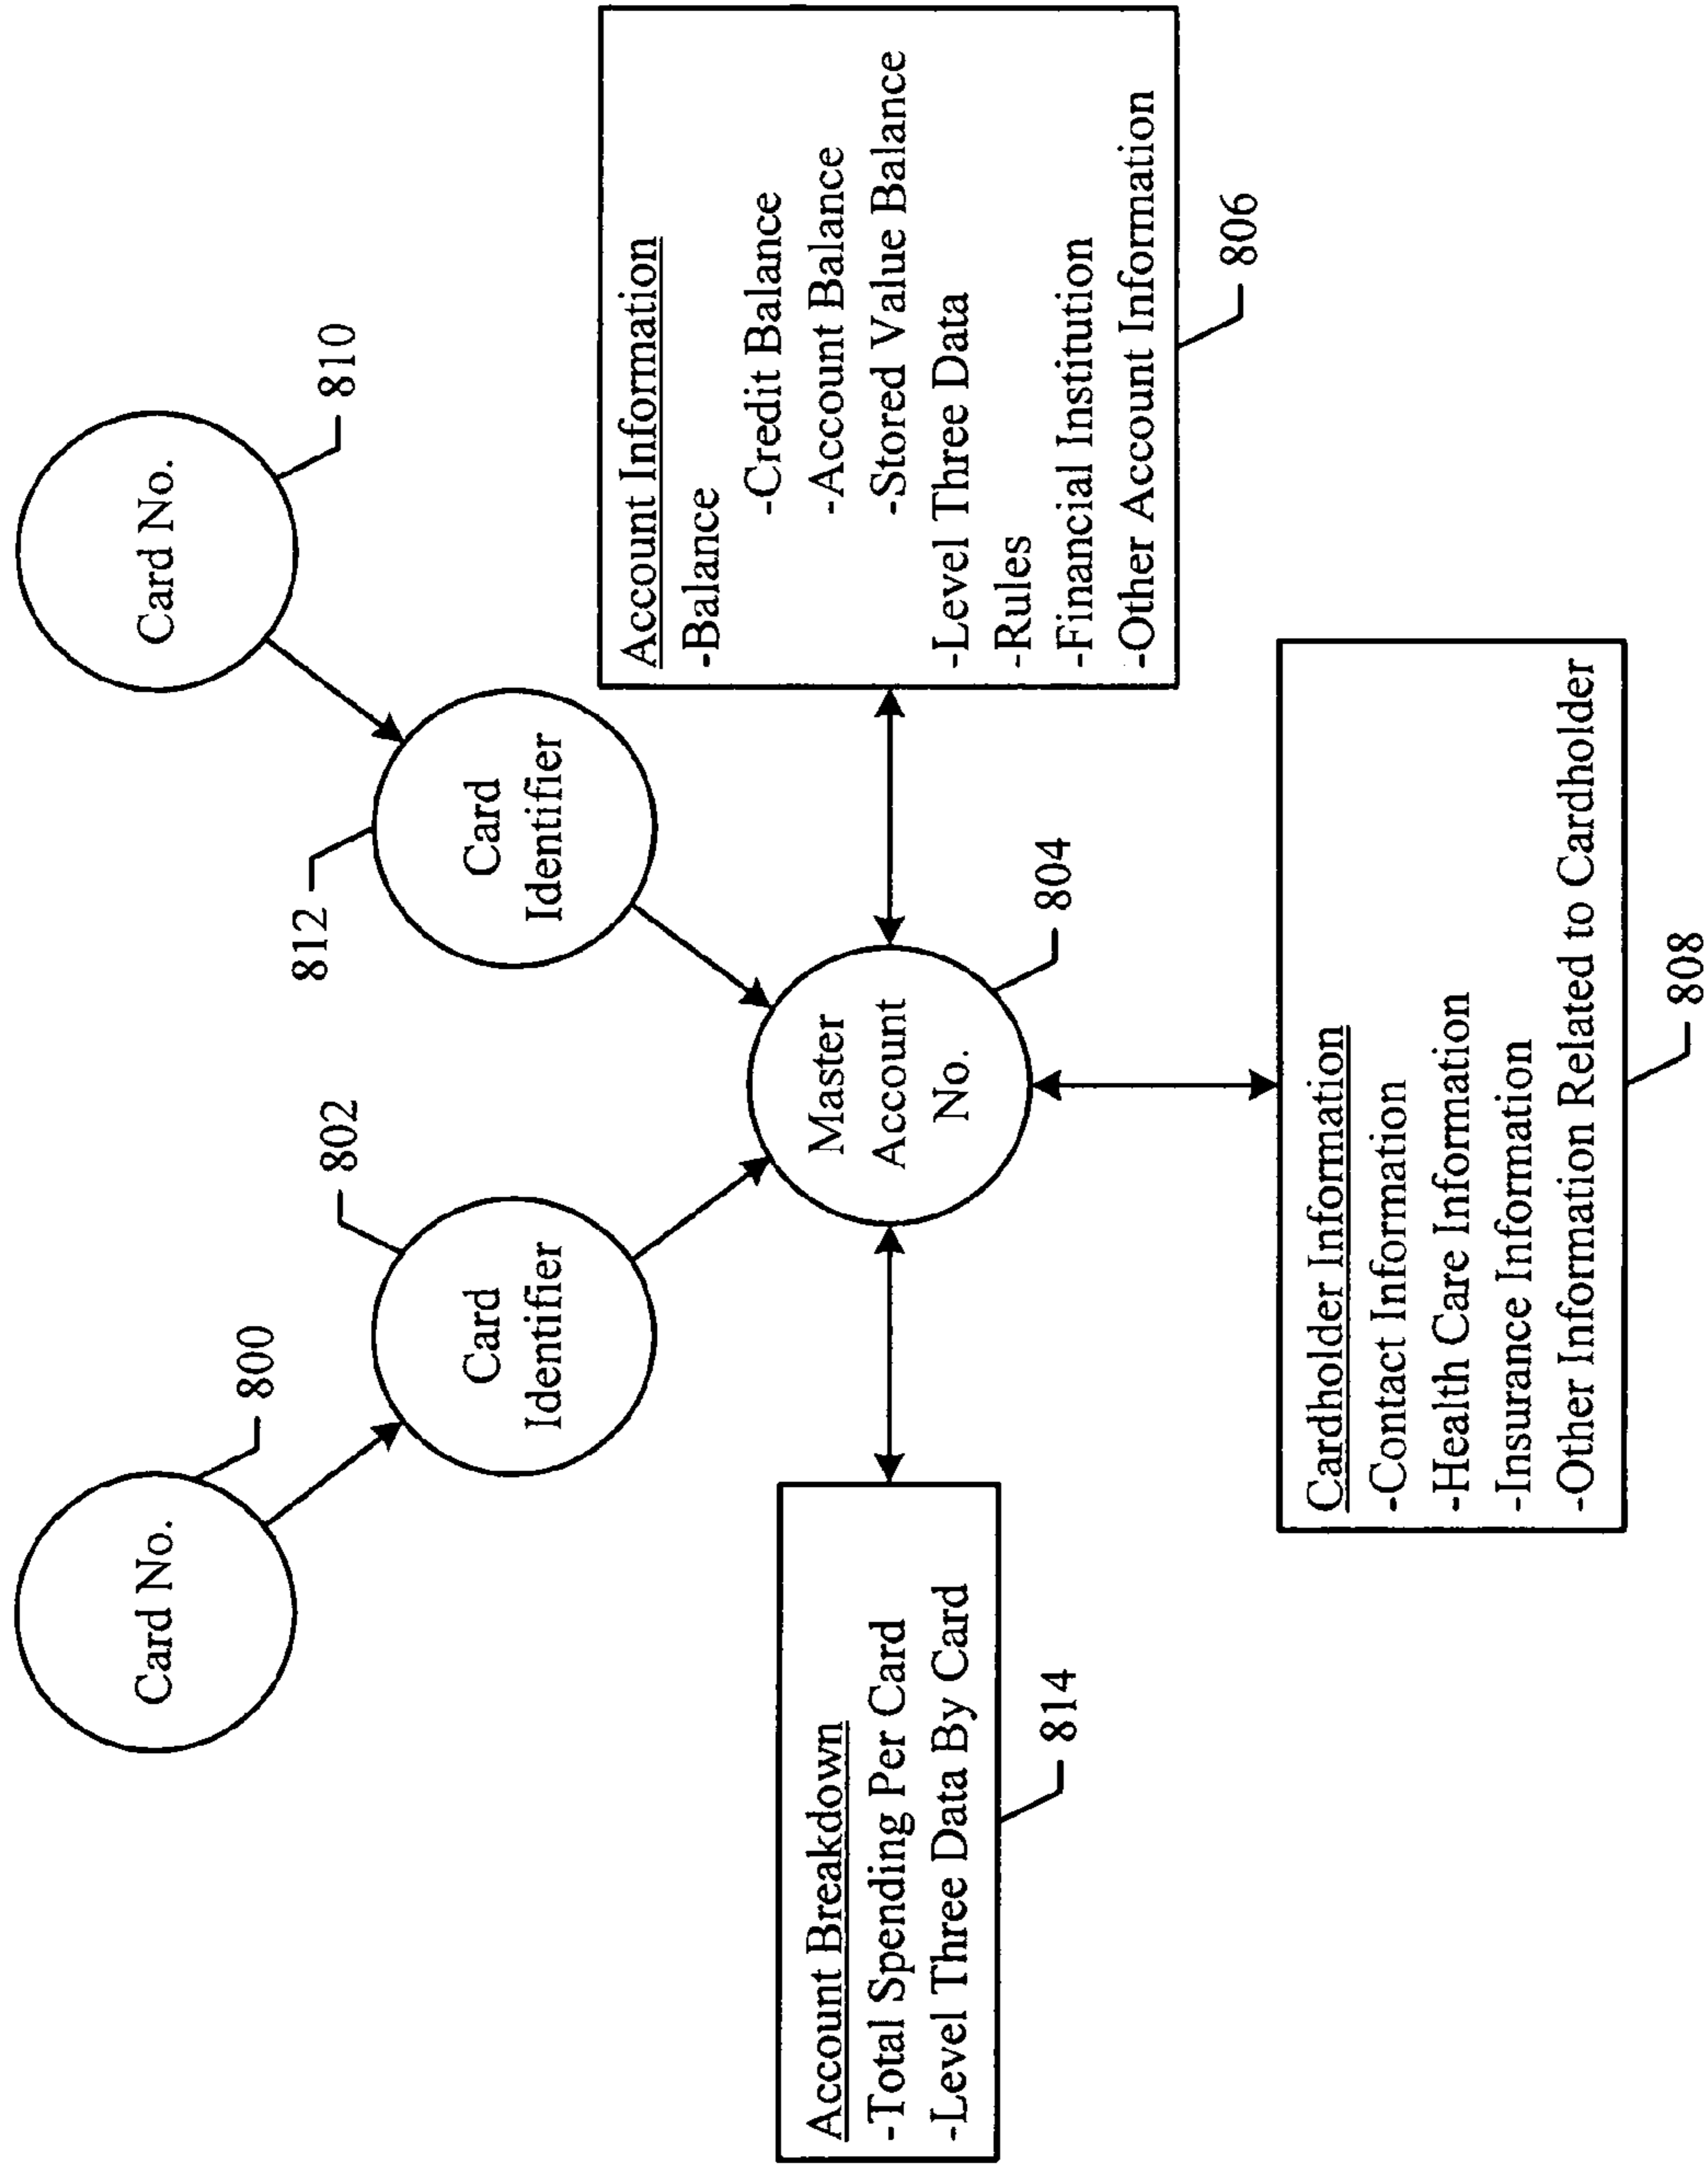 Card No.
800
Card No.
810
Card
Identifier
802
812
Card
Identifier
Master
Account
No.
804
Account Breakdown
-Total Spending Per Card
-Level Three Data By Card
814
Account Information
-Balance
-Credit Balance
-Account Balance
-Stored Value Balance
-Level Three Data
-Rules
-Financial Institution
-Other Account Information
806
Cardholder Information
-Contact Information
-Health Care Information
-Insurance Information
-Other Information Related to Cardholder
808